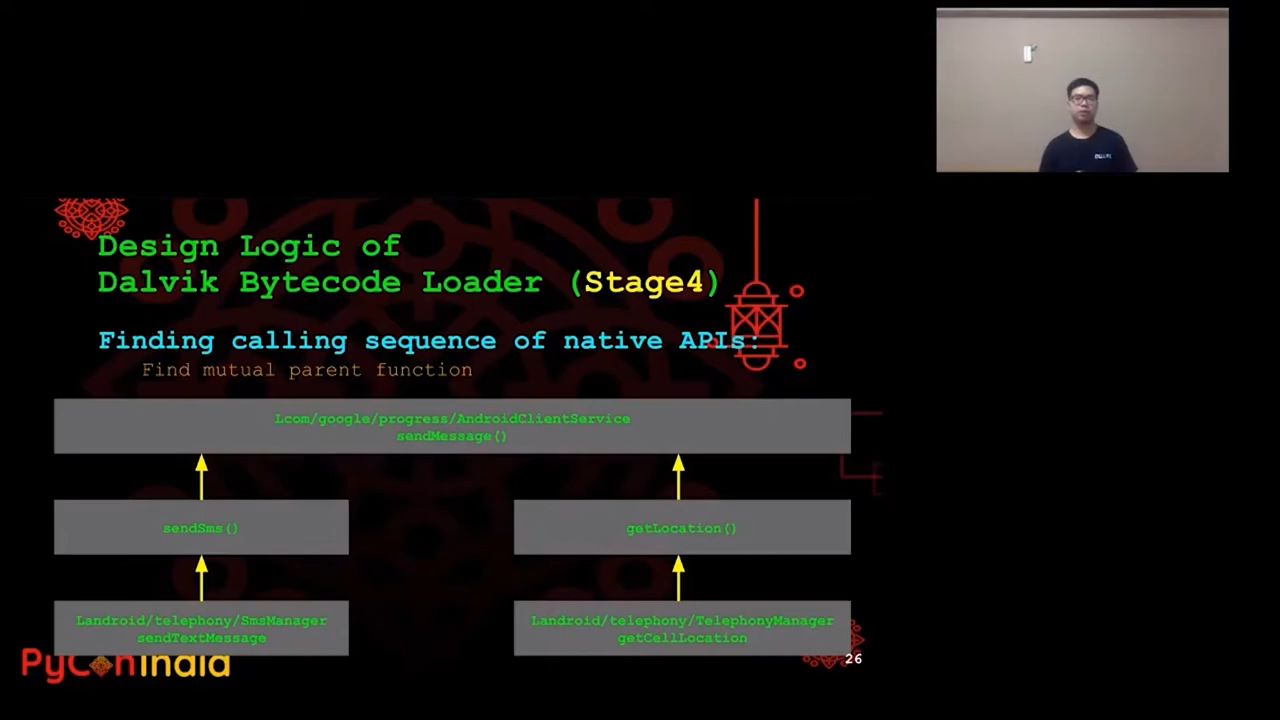 Design Logic of
Dalvik Bytecode Loader (Stage4)
Finding calling sequence of native APIs:
Find mutual parent function
Lcom/google/progress/AndroidClientService
sendMessage()
sendSms()
getLocation()
Landroid/telephony/SmsManager
sendTextMessage
Landroid/telephony/TelephonyManager
getCellLocation
PyConIndia
26